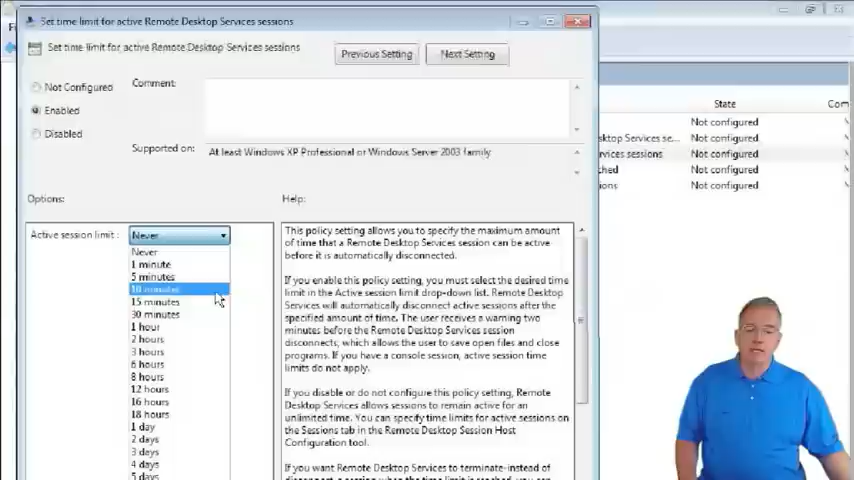 Set time limit for active Remote Desktop Services sessions
Set time limit for active Remote Desktop Services sessions
Previous Setting
Next Setting
Not Configured
Comment:
Enabled
Disabled
Supported on:
At least Windows XP Professional or Windows Server 2003 family
Options:
Help:
Active session limit :
Never
Never
1 minute
5 minutes
10 minutes
15 minutes
30 minutes
1 hour
2 hours
3 hours
6 hours
8 hours
12 hours
16 hours
18 hours
1 day
2 days
3 days
4 days
5 days
This policy setting allows you to specify the maximum amount
of time that a Remote Desktop Services session can be active
before it is automatically disconnected.
If you enable this policy setting, you must select the desired time
limit in the Active session limit drop-down list. Remote Desktop
Services will automatically disconnect active sessions after the
specified amount of time. The user receives a warning two
minutes before the Remote Desktop Services session
disconnects, which allows the user to save open files and close
programs. If you have a console session, active session time
limits do not apply.
If you disable or do not configure this policy setting, Remote
Desktop Services allows sessions to remain active for an
unlimited time. You can specify time limits for active sessions on
the Sessions tab in the Remote Desktop Session Host
Configuration tool.
If you want Remote Desktop Services to terminate-instead of
State
Com
Not configured
sktop Services se...
Not configured
rvices sessions
Not configured
ched
Not configured
ions
Not configured